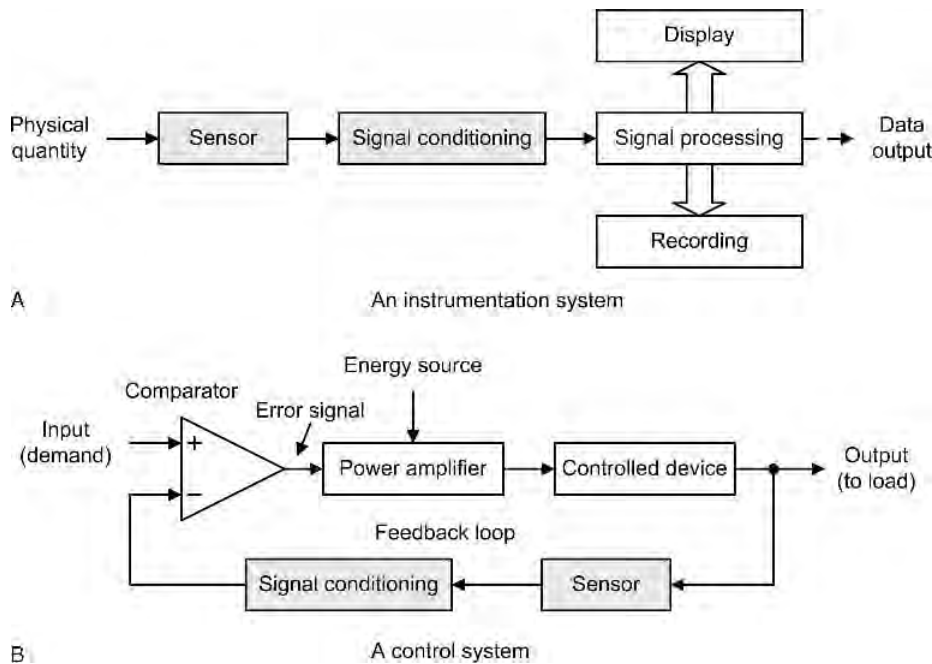 Display
Physical
quantity
Sensor
Signal conditioning
Signal processing
Data
output
Recording
A
An instrumentation system
Energy source
Comparator
Error signal
Input
(demand)
+
Power amplifier
Controlled device
Output
(to load)
−
Feedback loop
Signal conditioning
Sensor
B
A control system